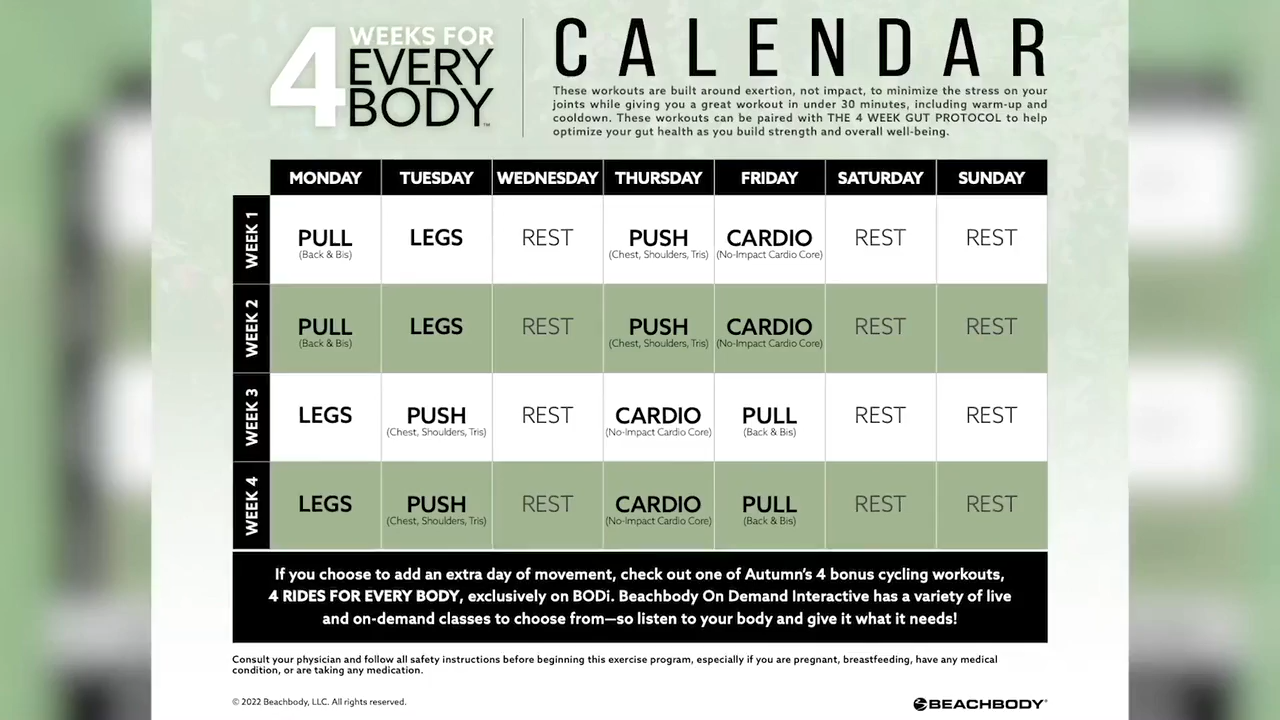 4 WEEKS FOR
EVERY
BODY™
CALENDAR
These workouts are built around exertion, not impact, to minimize the stress on your
joints while giving you a great workout in under 30 minutes, including warm-up and
cooldown. These workouts can be paired with THE 4 WEEK GUT PROTOCOL to help
optimize your gut health as you build strength and overall well-being.
MONDAY TUESDAY WEDNESDAY THURSDAY FRIDAY SATURDAY SUNDAY
WEEK 1
PULL LEGS REST PUSH CARDIO REST REST
(Back & Bis) (Chest, Shoulders, Tris) (No-Impact Cardio Core)
WEEK 2
PULL LEGS REST PUSH CARDIO REST REST
(Back & Bis) (Chest, Shoulders, Tris) (No-Impact Cardio Core)
WEEK 3
LEGS PUSH REST CARDIO PULL REST REST
(Chest, Shoulders, Tris) (No-Impact Cardio Core) (Back & Bis)
WEEK 4
LEGS PUSH REST CARDIO PULL REST REST
(Chest, Shoulders, Tris) (No-Impact Cardio Core) (Back & Bis)
If you choose to add an extra day of movement, check out one of Autumn's 4 bonus cycling workouts,
4 RIDES FOR EVERY BODY, exclusively on BODi. Beachbody On Demand Interactive has a variety of live
and on-demand classes to choose from—so listen to your body and give it what it needs!
Consult your physician and follow all safety instructions before beginning this exercise program, especially if you are pregnant, breastfeeding, have any medical
condition, or are taking any medication.
© 2022 Beachbody, LLC. All rights reserved.
BEACHBODY®